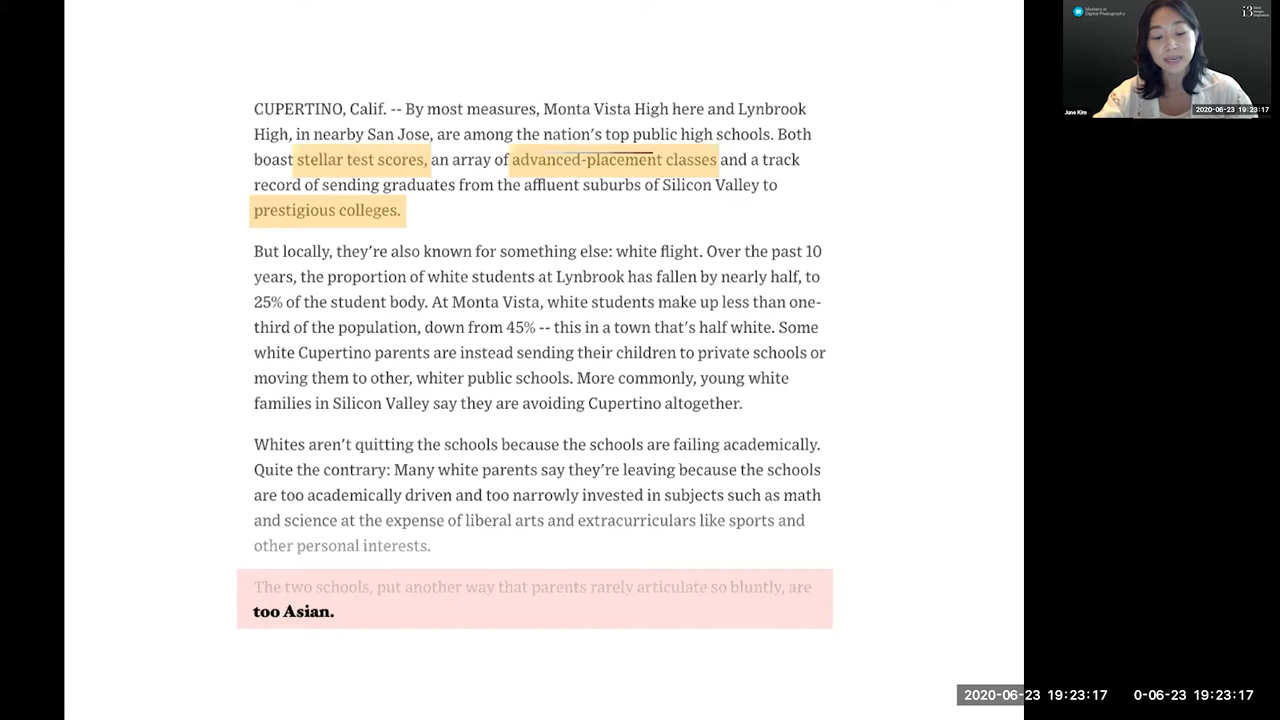 CUPERTINO, Calif. -- By most measures, Monta Vista High here and Lynbrook
High, in nearby San Jose, are among the nation's top public high schools. Both
boast stellar test scores, an array of advanced-placement classes and a track
record of sending graduates from the affluent suburbs of Silicon Valley to
prestigious colleges.
But locally, they're also known for something else: white flight. Over the past 10
years, the proportion of white students at Lynbrook has fallen by nearly half, to
25% of the student body. At Monta Vista, white students make up less than one-
third of the population, down from 45% -- this in a town that's half white. Some
white Cupertino parents are instead sending their children to private schools or
moving them to other, whiter public schools. More commonly, young white
families in Silicon Valley say they are avoiding Cupertino altogether.
Whites aren't quitting the schools because the schools are failing academically.
Quite the contrary: Many white parents say they're leaving because the schools
are too academically driven and too narrowly invested in subjects such as math
and science at the expense of liberal arts and extracurriculars like sports and
other personal interests.
The two schools, put another way that parents rarely articulate so bluntly, are
too Asian.
Masters in
Digital Photography
i3
2020-06-23 19:23:17
June Kim
2020-06-23 19:23:17
0-06-23 19:23:17